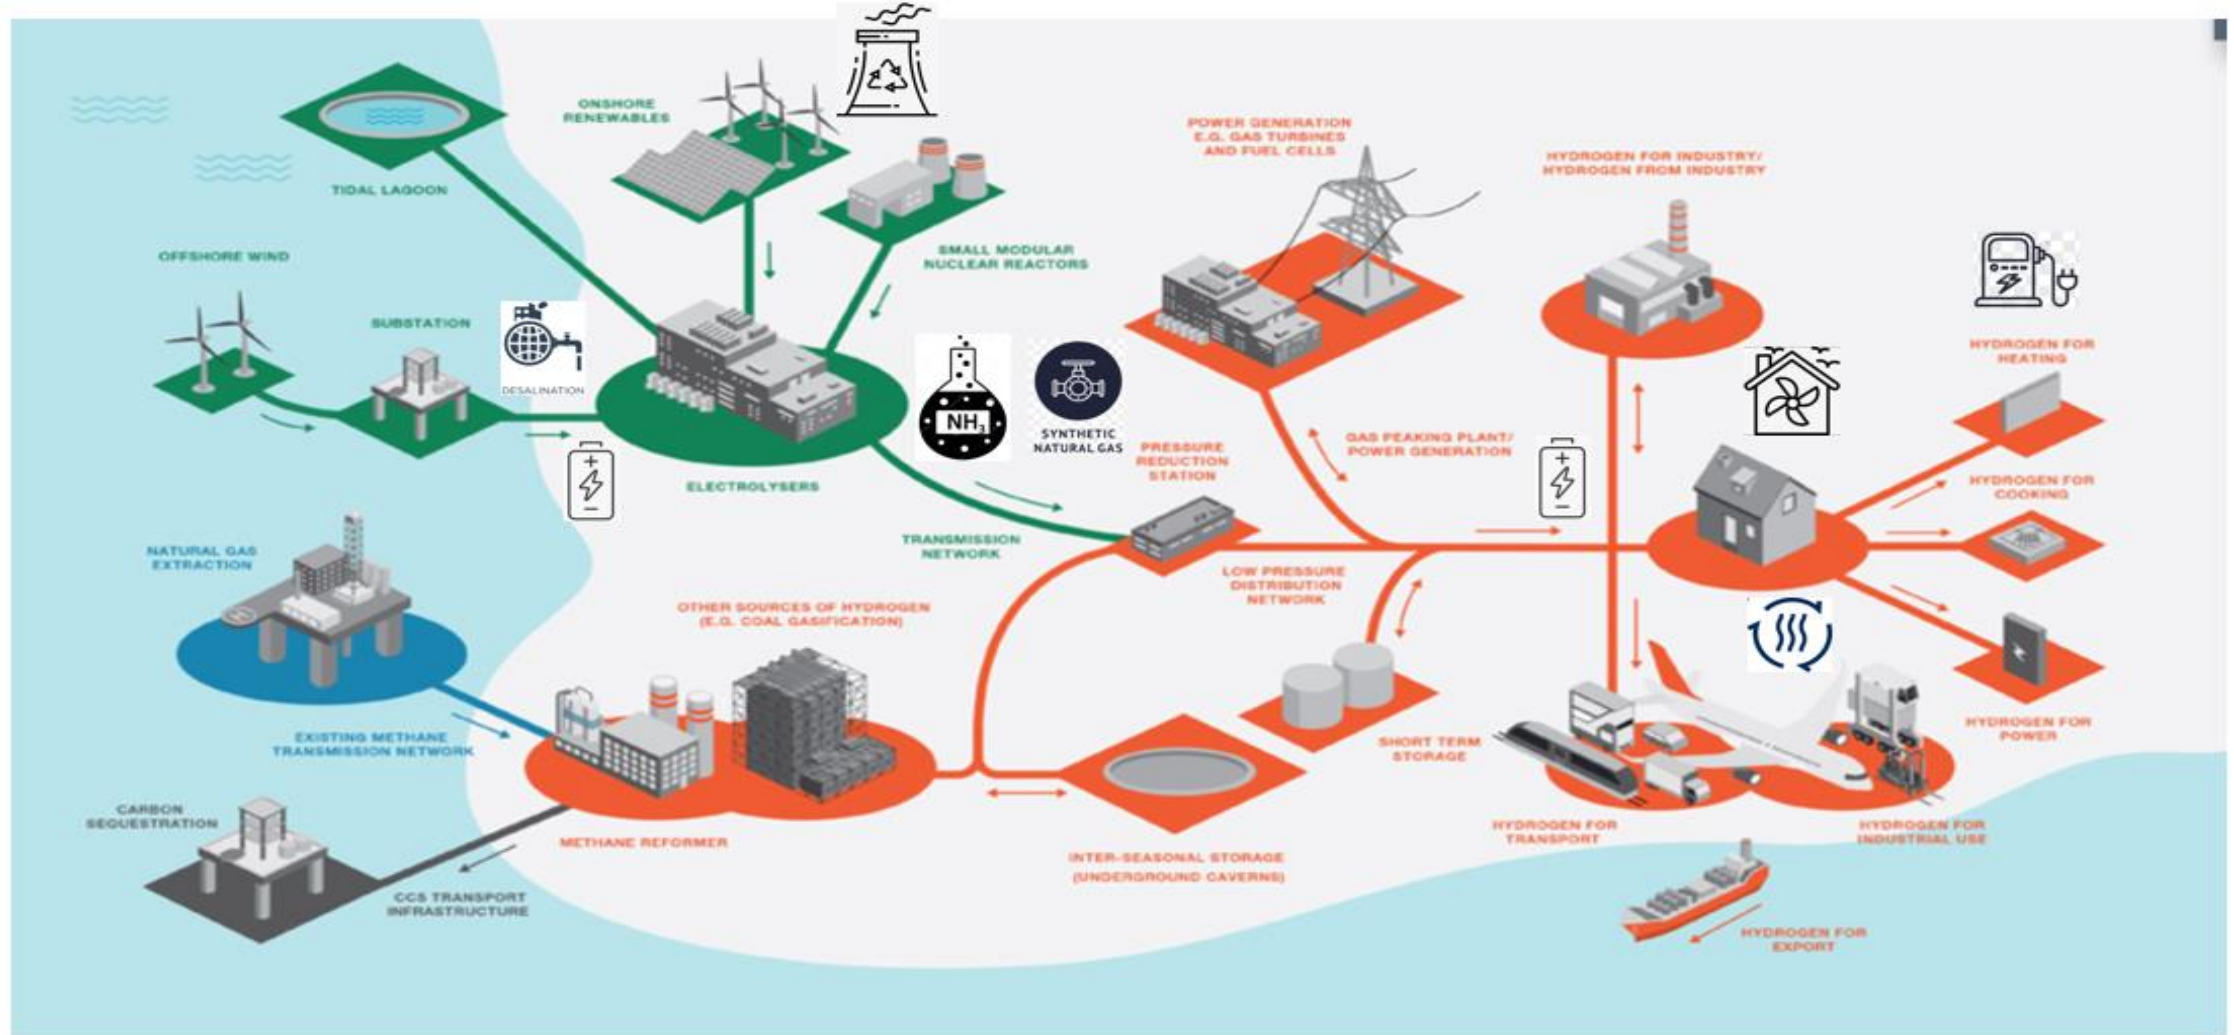 ONSHORE
RENEWABLES
TIDAL LAGOON
OFFSHORE WIND
SUBSTATION
DESALINATION
SMALL MODULAR
NUCLEAR REACTORS
ELECTROLYSERS
NH3
SYNTHETIC
NATURAL GAS
TRANSMISSION
NETWORK
POWER GENERATION
E.G. GAS TURBINES
AND FUEL CELLS
HYDROGEN FOR INDUSTRY/
HYDROGEN FROM INDUSTRY
PRESSURE
REDUCTION
STATION
GAS PEAKING PLANT/
POWER GENERATION
LOW PRESSURE
DISTRIBUTION
NETWORK
HYDROGEN FOR
HEATING
HYDROGEN FOR
COOKING
HYDROGEN FOR
POWER
NATURAL GAS
EXTRACTION
EXISTING METHANE
TRANSMISSION NETWORK
OTHER SOURCES OF HYDROGEN
(E.G. COAL GASIFICATION)
METHANE REFORMER
CARBON
SEQUESTRATION
CCS TRANSPORT
INFRASTRUCTURE
INTER-SEASONAL STORAGE
(UNDERGROUND CAVERNS)
SHORT TERM
STORAGE
HYDROGEN FOR
TRANSPORT
HYDROGEN FOR
INDUSTRIAL USE
HYDROGEN FOR
EXPORT